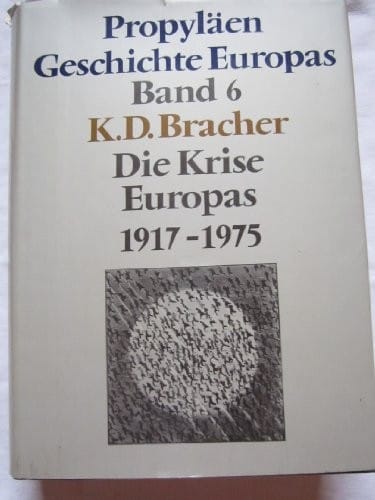 Propyläen
Geschichte Europas
Band 6
K.D. Bracher
Die Krise
Europas
1917-1975